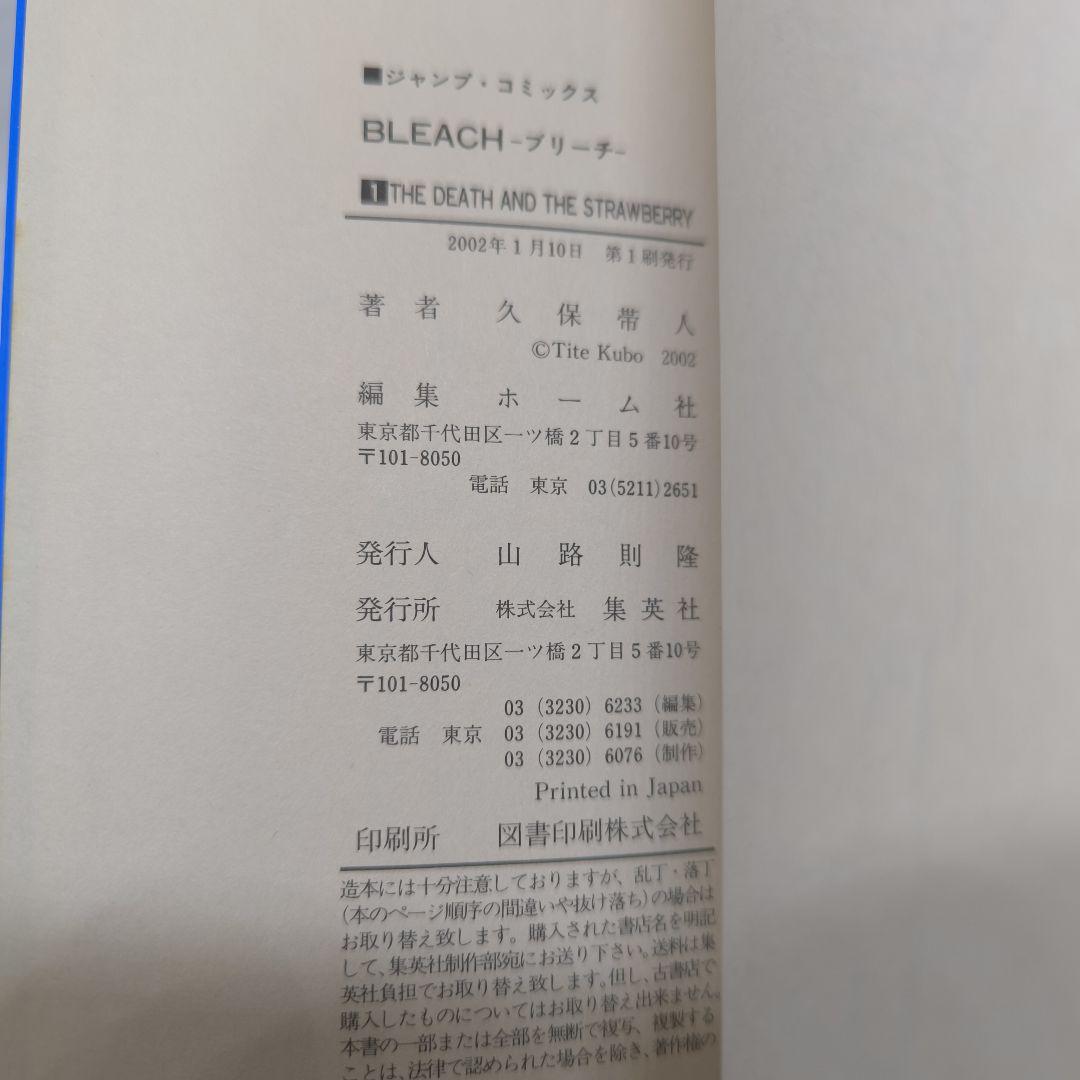 ■ジャンプ・コミックス
BLEACH -ブリーチ-
1 THE DEATH AND THE STRAWBERRY
2002年1月10日 第1刷発行
著者 久保帯人
©Tite Kubo 2002
編集 ホーム社
東京都千代田区一ツ橋2丁目5番10号
〒101-8050
電話 東京 03(5211)2651
発行人 山路則隆
発行所 株式会社 集英社
東京都千代田区一ツ橋2丁目5番10号
〒101-8050
03 (3230) 6233 (編集)
電話 東京 03 (3230) 6191 (販売)
03 (3230) 6076 (制作)
Printed in Japan
印刷所 図書印刷株式会社
造本には十分注意しておりますが、乱丁・落丁
(本のページ順序の間違いや抜け落ち)の場合は
お取り替え致します。購入された書店名を明記
して、集英社制作部宛にお送り下さい。送料は集
英社負担でお取り替え致します。但し、古書店で
購入したものについてはお取り替え出来ません。
本書の一部または全部を無断で複写、複製する
ことは、法律で認められた場合を除き、著作権の